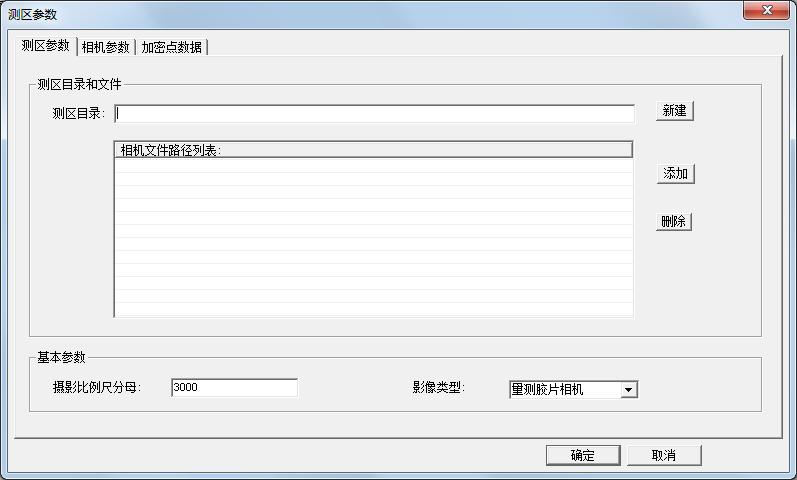 测区参数
测区参数 相机参数 加密点数据
测区目录和文件
测区目录: 新建
相机文件路径列表:
添加
删除
基本参数
摄影比例尺分母: 3000 影像类型: 量测胶片相机
确定 取消